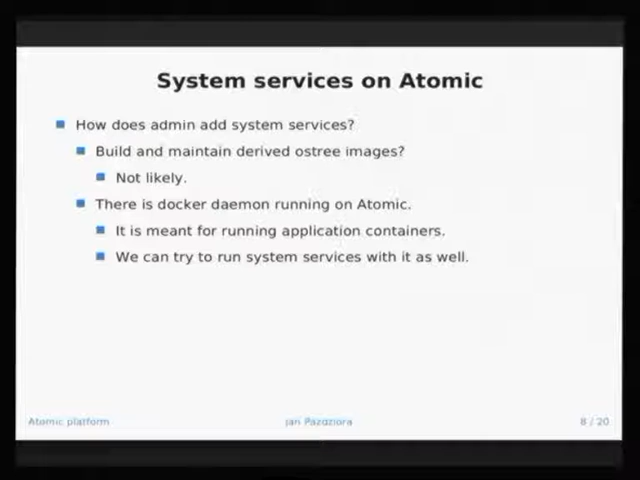 System services on Atomic
How does admin add system services?
Build and maintain derived ostree images?
Not likely.
There is docker daemon running on Atomic.
It is meant for running application containers.
We can try to run system services with it as well.
Atomic platform
Jan Pazdziora
8 / 20